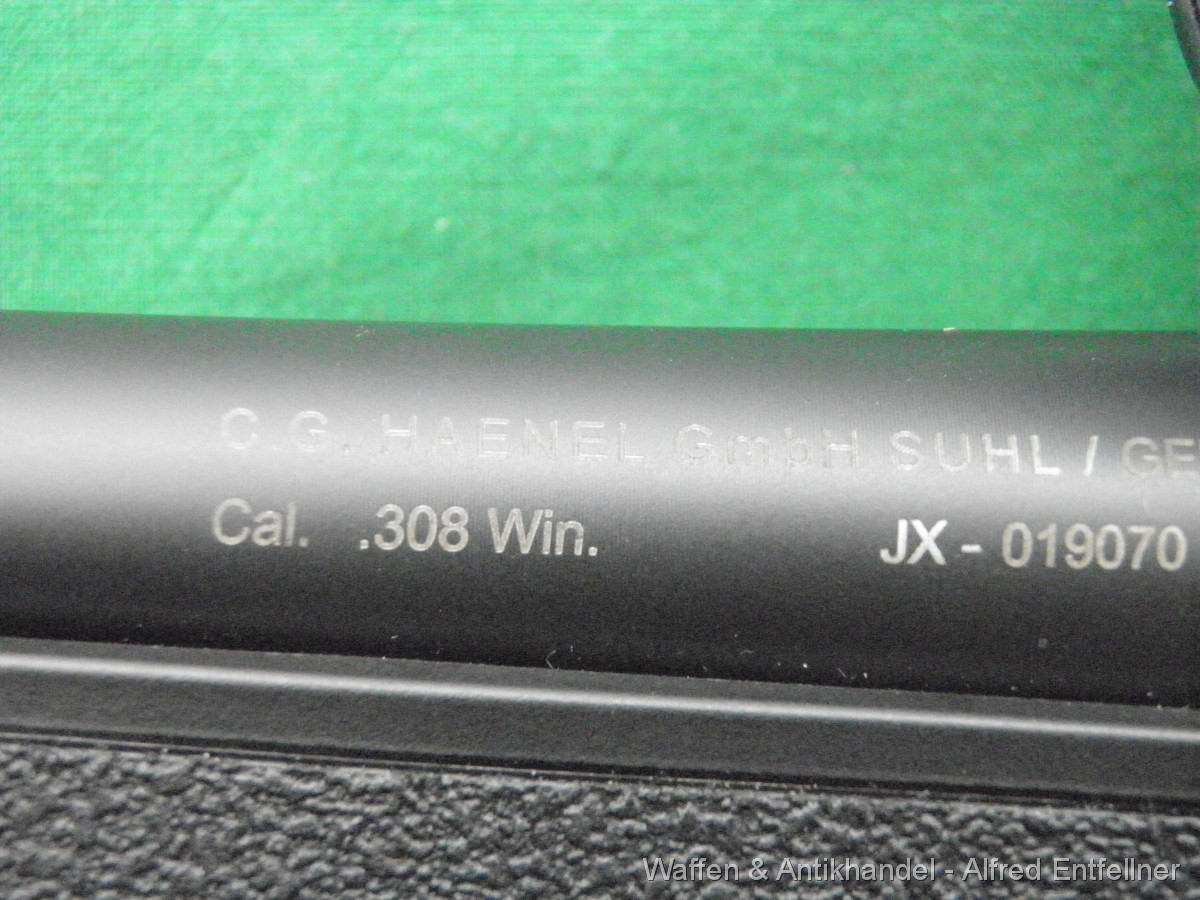 C.G. HAENEL GmbH SUHL / GE
Cal. .308 Win. JX - 019070
Waffen & Antikhandel - Alfred Entfellner